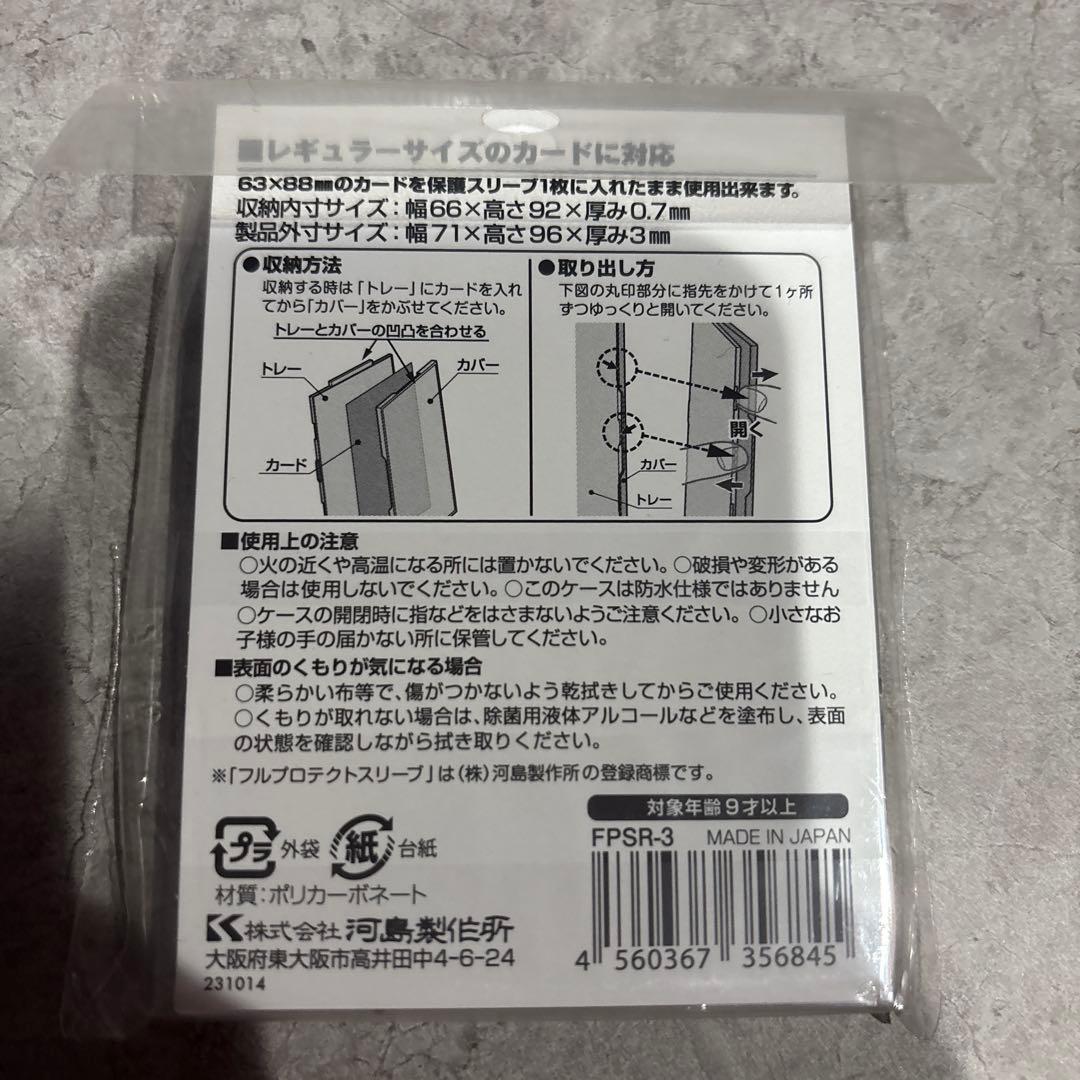 ■レギュラーサイズのカードに対応
63×88㎜のカードを保護スリーブ1枚に入れたまま使用出来ます。
収納内寸サイズ：幅66×高さ92×厚み0.7㎜
製品外寸サイズ：幅71×高さ96×厚み3㎜
●収納方法
収納する時は「トレー」にカードを入れ
てから「カバー」をかぶせてください。
トレーとカバーの凹凸を合わせる
トレー
カバー
カード
●取り出し方
下図の丸印部分に指先をかけて1ヶ所
ずつゆっくりと開いてください。
開く
カバー
トレー
■使用上の注意
○火の近くや高温になる所には置かないでください。○破損や変形がある
場合は使用しないでください。○このケースは防水仕様ではありません
○ケースの開閉時に指などをはさまないようご注意ください。○小さなお
子様の手の届かない所に保管してください。
■表面のくもりが気になる場合
○柔らかい布等で、傷がつかないよう乾拭きしてからご使用ください。
○くもりが取れない場合は、除菌用液体アルコールなどを塗布し、表面
の状態を確認しながら拭き取りください。
※「フルプロテクトスリーブ」は（株）河島製作所の登録商標です。
対象年齢9才以上
FPSR-3 MADE IN JAPAN
プラ 外袋 紙 台紙
材質：ポリカーボネート
株式会社 河島製作所
大阪府東大阪市高井田中4-6-24
231014
4 560367 356845